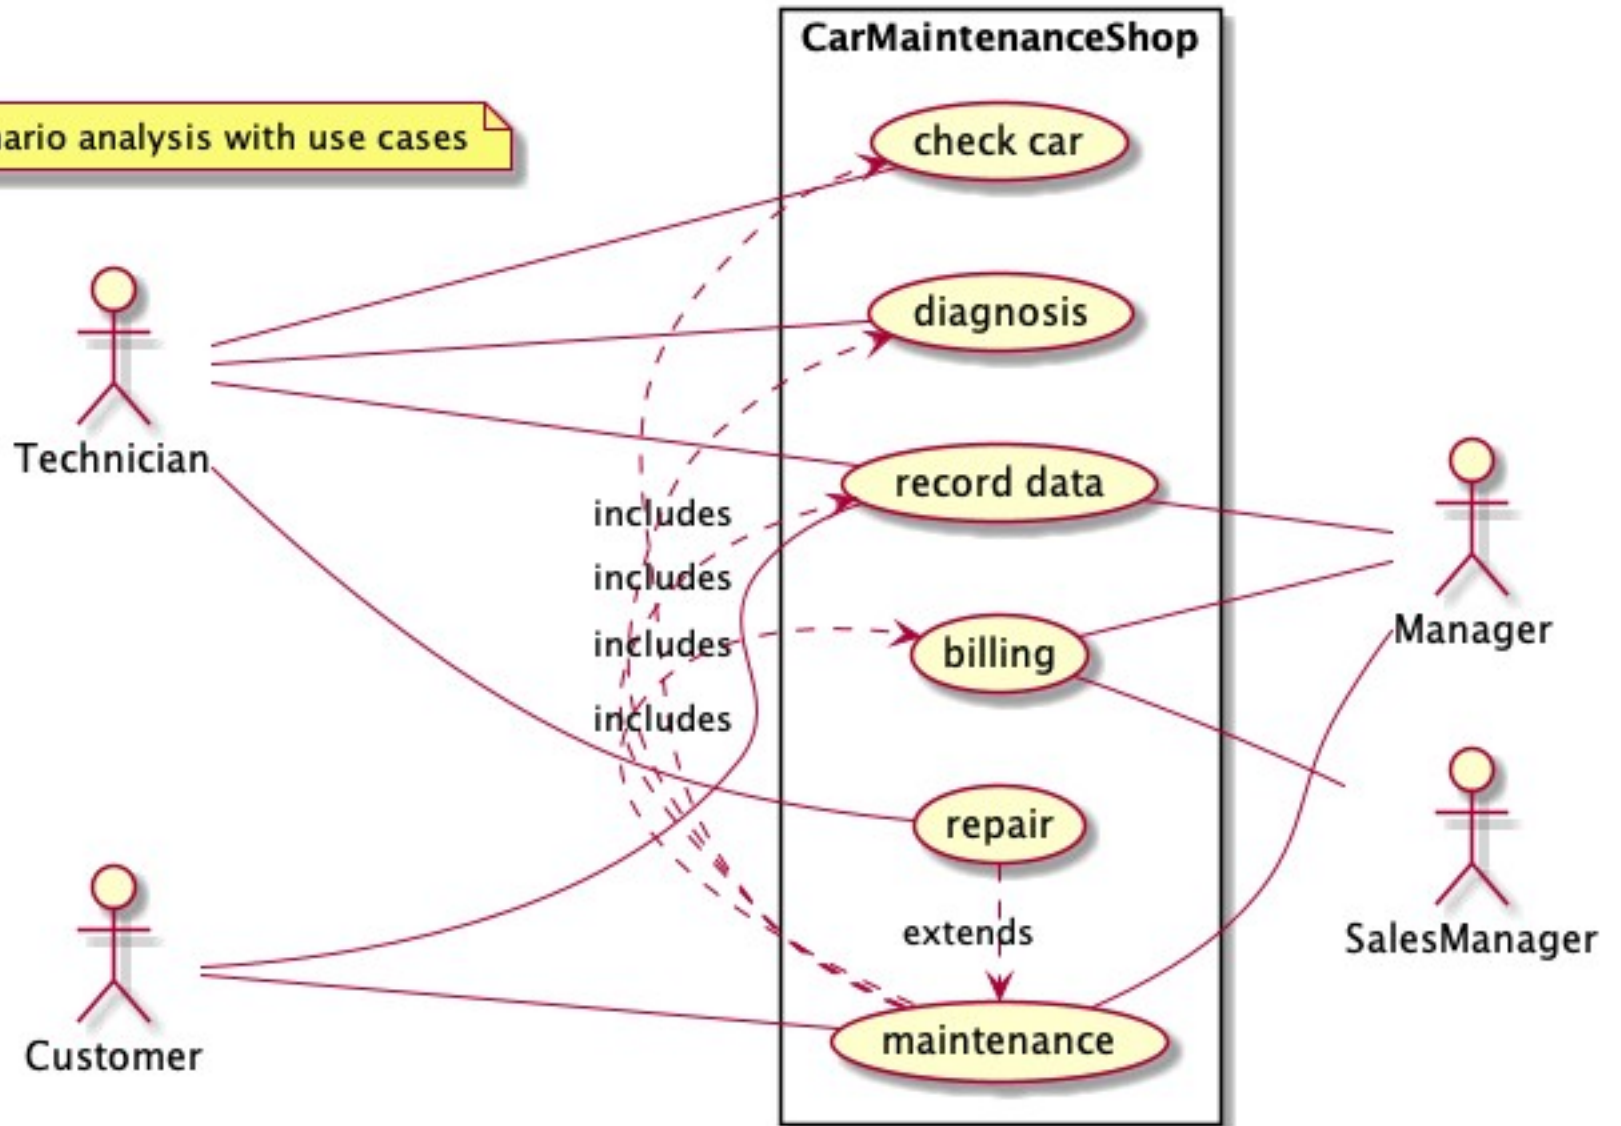 CarMaintenanceShop
analysis with use cases
check car
diagnosis
Technician
record data
includes
includes
includes
includes
billing
Manager
repair
extends
SalesManager
maintenance
Customer